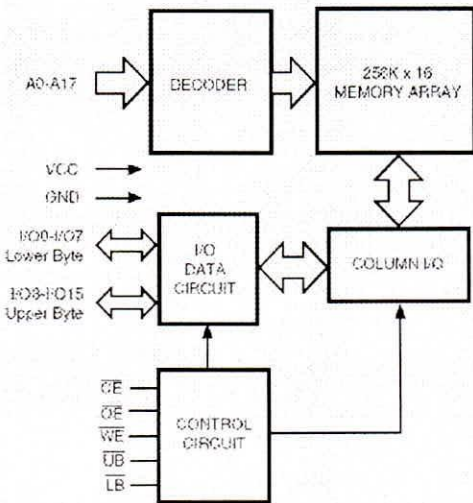 A0-A17
DECODER
256K x 16
MEMORY ARRAY
VCC
GND
I/O0-I/O7
Lower Byte
I/O
DATA
CIRCUIT
COLUMN I/O
I/O8-I/O15
Upper Byte
CE
OE
WE
UB
LB
CONTROL
CIRCUIT